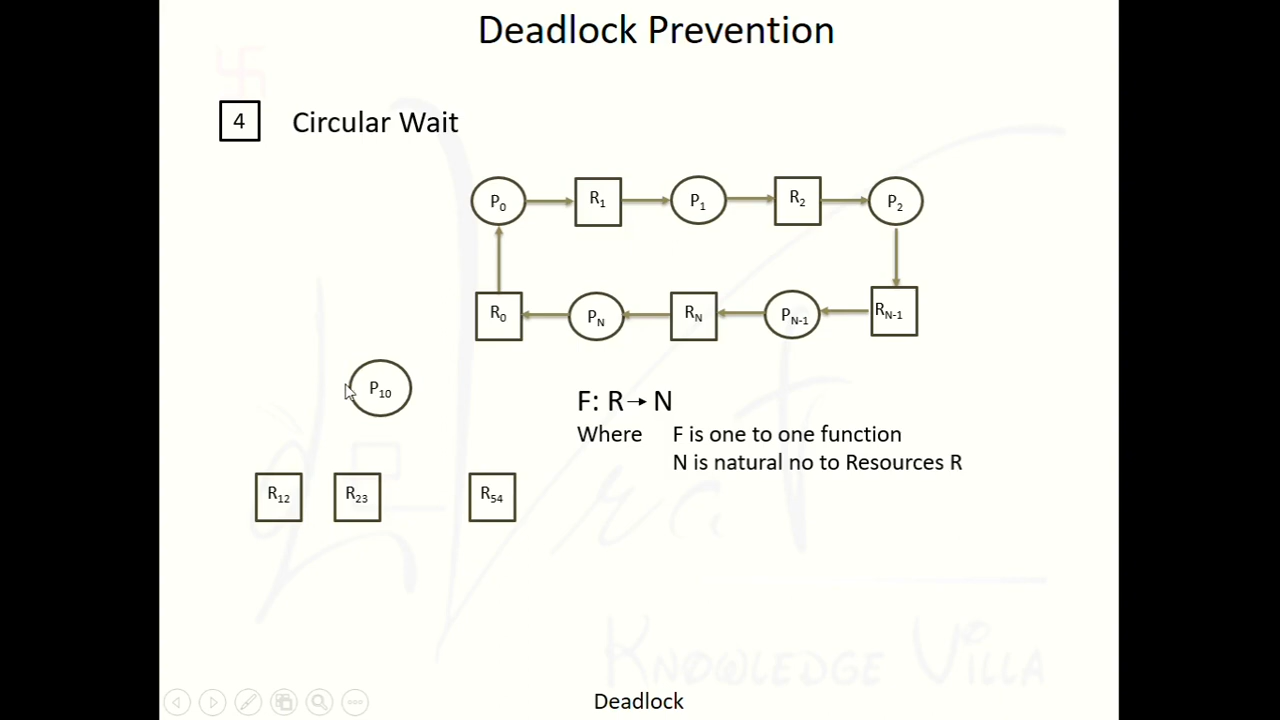 Deadlock Prevention
4 Circular Wait
P0 R1 P1 R2 P2
R0 PN RN PN-1 RN-1
P10
F: R→ N
Where F is one to one function
N is natural no to Resources R
R12 R23 R54
KNOWLEDGE VILLA
Deadlock